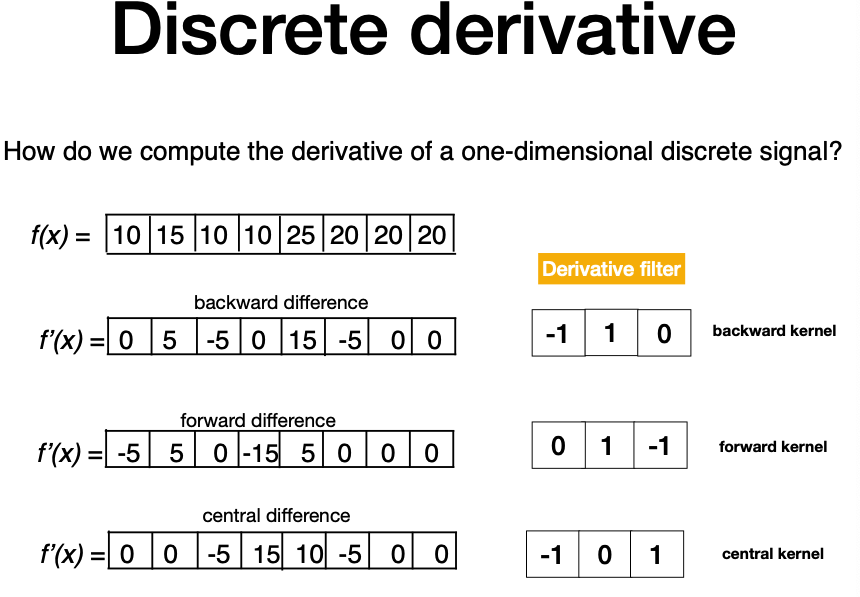 Discrete derivative
How do we compute the derivative of a one-dimensional discrete signal?
f(x) = 10 15 10 10 25 20 20 20
Derivative filter
backward difference
f’(x) = 0 5 -5 0 15 -5 0 0
-1 1 0 backward kernel
forward difference
f’(x) = -5 5 0 -15 5 0 0 0
0 1 -1 forward kernel
central difference
f’(x) = 0 0 -5 15 10 -5 0 0
-1 0 1 central kernel